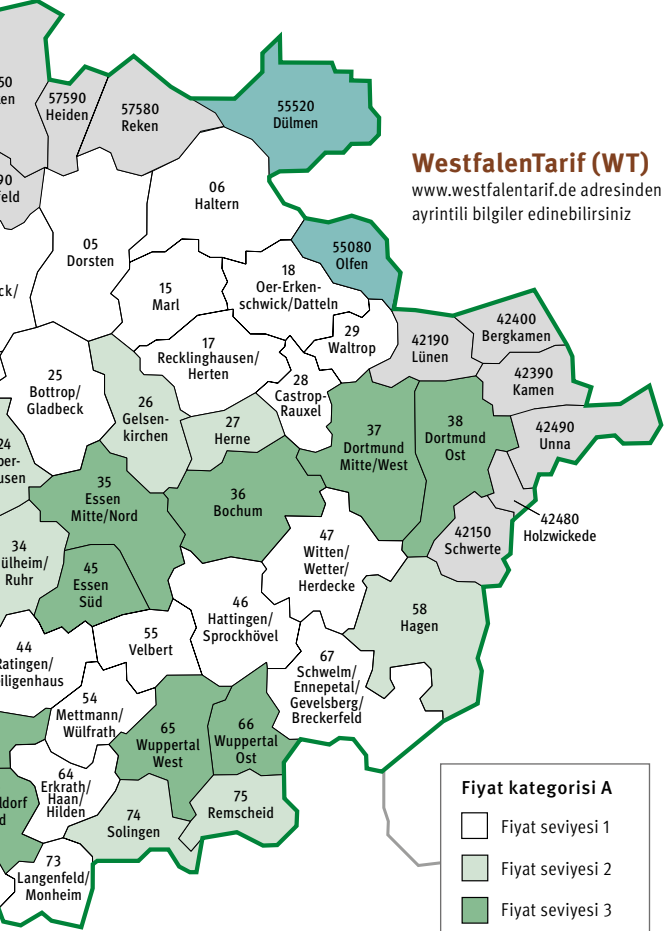 50
57590
Heiden
57580
Reken
55520
Dülmen
WestfalenTarif (WT)
www.westfalentarif.de adresinden
ayrintili bilgiler edinebilirsiniz
06
Haltern
05
Dorsten
55080
Olfen
15
Marl
18
Oer-Erken-
schwick/Datteln
29
Waltrop
42190
Lünen
42400
Bergkamen
42390
Kamen
17
Recklinghausen/
Herten
28
Castrop-
Rauxel
25
Bottrop/
Gladbeck
26
Gelsen-
kirchen
27
Herne
37
Dortmund
Mitte/West
38
Dortmund
Ost
42490
Unna
24
35
Essen
Mitte/Nord
36
Bochum
42480
Holzwickede
42150
Schwerte
47
Witten/
Wetter/
Herdecke
34
ülheim/
Ruhr
45
Essen
Süd
46
Hattingen/
Sprockhövel
58
Hagen
44
Ratingen/
iligenhaus
55
Velbert
67
Schwelm/
Ennepetal/
Gevelsberg/
Breckerfeld
54
Mettmann/
Wülfrath
65
Wuppertal
West
66
Wuppertal
Ost
64
Erkrath/
Haan/
Hilden
74
Solingen
75
Remscheid
73
Langenfeld/
Monheim
Fiyat kategorisi A
Fiyat seviyesi 1
Fiyat seviyesi 2
Fiyat seviyesi 3